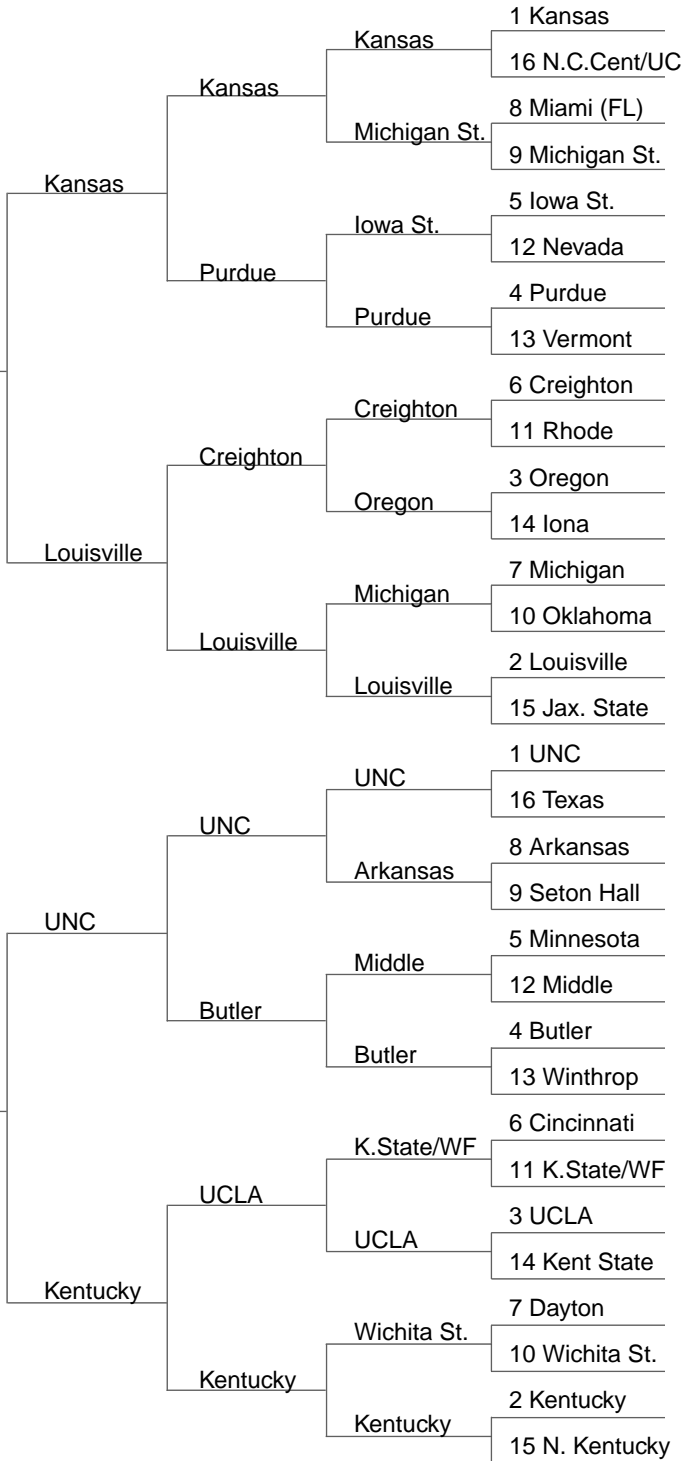 1 Kansas
Kansas
16 N.C.Cent/UC
Kansas
8 Miami (FL)
Michigan St.
9 Michigan St.
Kansas
5 Iowa St.
Iowa St.
12 Nevada
Purdue
4 Purdue
Purdue
13 Vermont
6 Creighton
Creighton
11 Rhode
Creighton
3 Oregon
Oregon
14 Iona
Louisville
7 Michigan
Michigan
10 Oklahoma
Louisville
2 Louisville
Louisville
15 Jax. State
1 UNC
UNC
16 Texas
UNC
8 Arkansas
Arkansas
9 Seton Hall
UNC
5 Minnesota
Middle
12 Middle
Butler
4 Butler
Butler
13 Winthrop
6 Cincinnati
K.State/WF
11 K.State/WF
UCLA
3 UCLA
UCLA
14 Kent State
Kentucky
7 Dayton
Wichita St.
10 Wichita St.
Kentucky
2 Kentucky
Kentucky
15 N. Kentucky